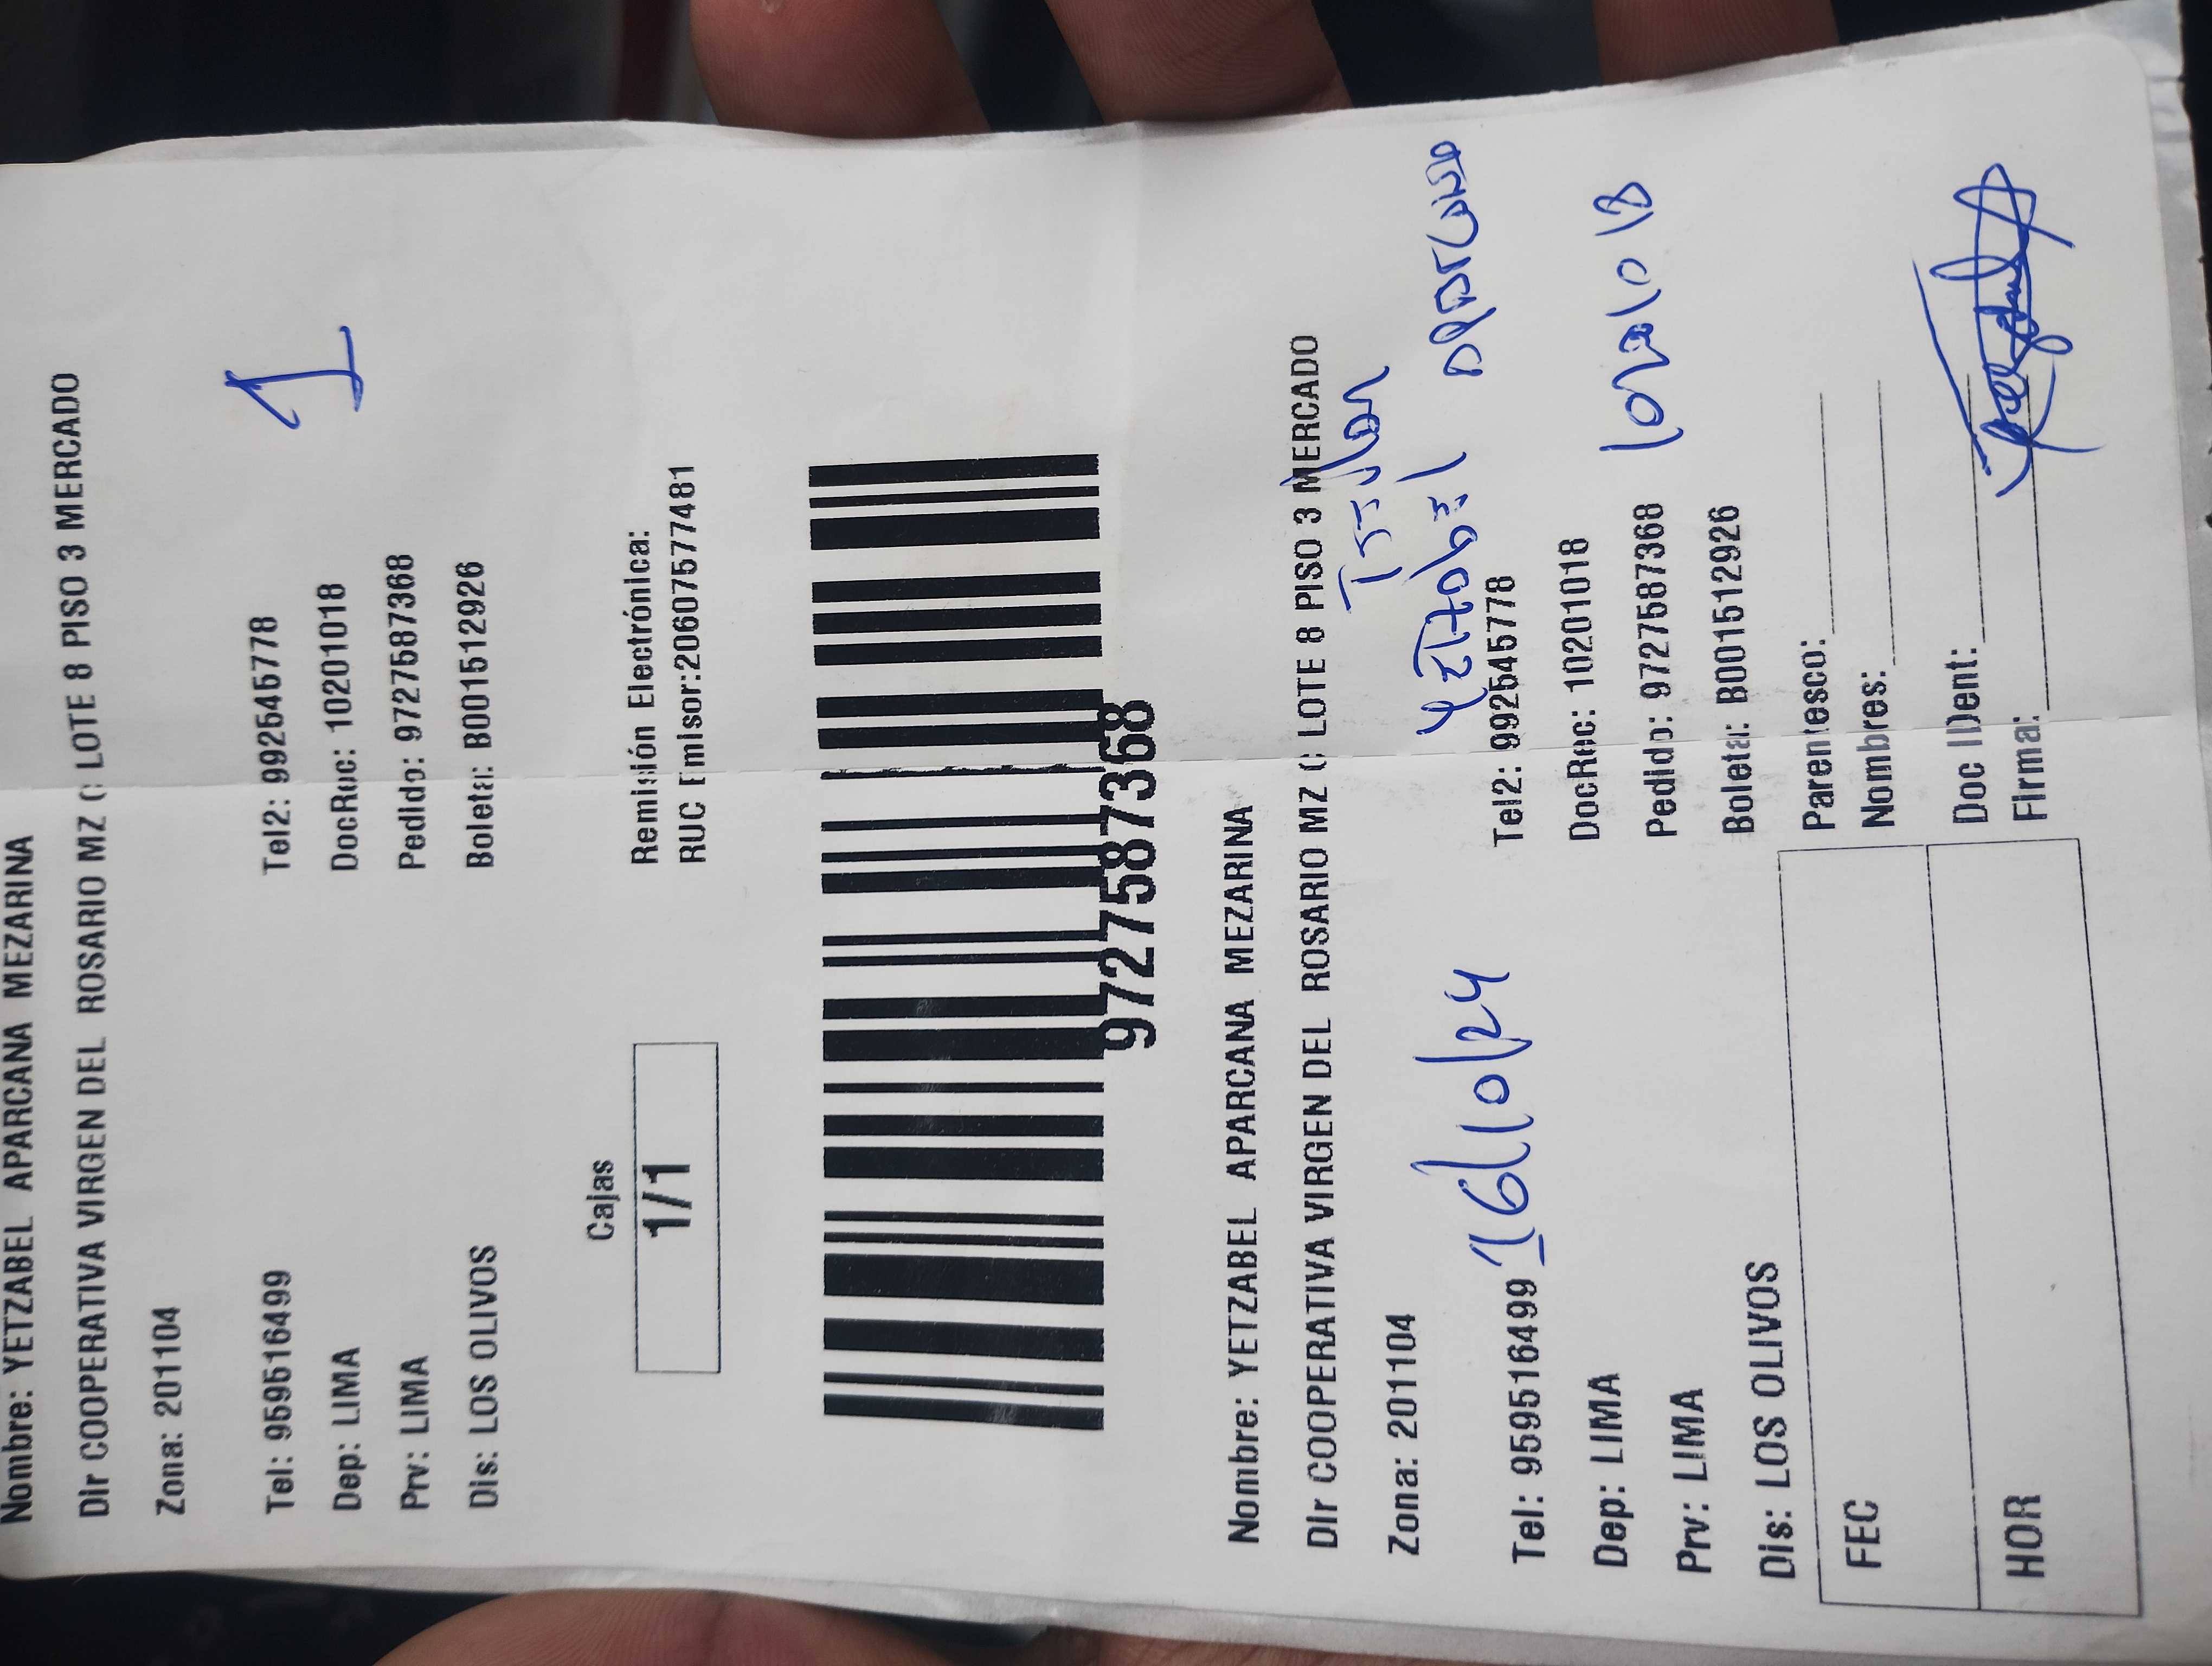 Nombre: YETZABEL APARCANA MEZARINA
Dir COOPERATIVA VIRGEN DEL ROSARIO MZ C LOTE 8 PISO 3 MERCADO
Zona: 201104
1
Tel: 959516499 Tel2: 992545778
Dep: LIMA DocRuc: 10201018
Prv: LIMA Pedido: 9727587368
Dis: LOS OLIVOS Boleta: B001512926
Cajas
1/1
Remisión Electrónica:
RUC Emisor:20607577481
9727587368
Nombre: YETZABEL APARCANA MEZARINA
Dir COOPERATIVA VIRGEN DEL ROSARIO MZ C LOTE 8 PISO 3 MERCADO
Zona: 201104
Yetzabel Aparcana
16/10/24
Tel: 959516499 Tel2: 992545778
Dep: LIMA DocRuc: 10201018
10201018
Prv: LIMA Pedido: 9727587368
Dis: LOS OLIVOS Boleta: B001512926
FEC
HOR
Parentesco:
Nombres:
Doc IDent:
Firma: